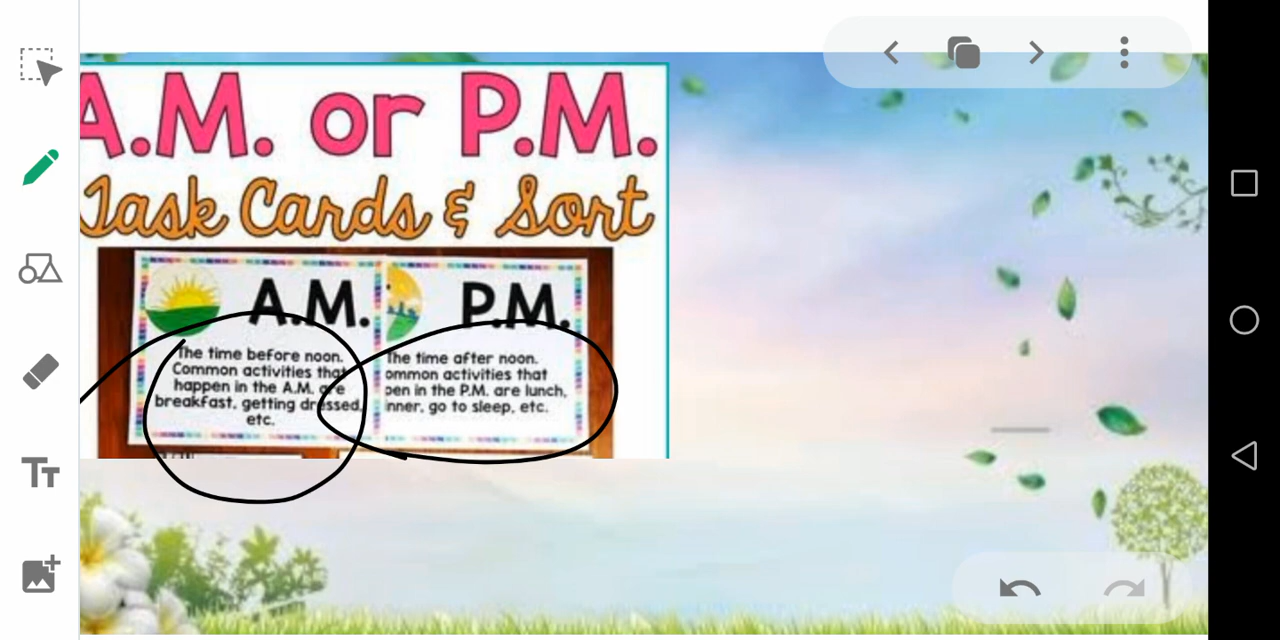 A.M. or P.M.
Task Cards & Sort
A.M.
The time before noon.
Common activities that
happen in the A.M. are
breakfast, getting dressed,
etc.
P.M.
The time after noon.
ommon activities that
pen in the P.M. are lunch,
inner, go to sleep, etc.
TT